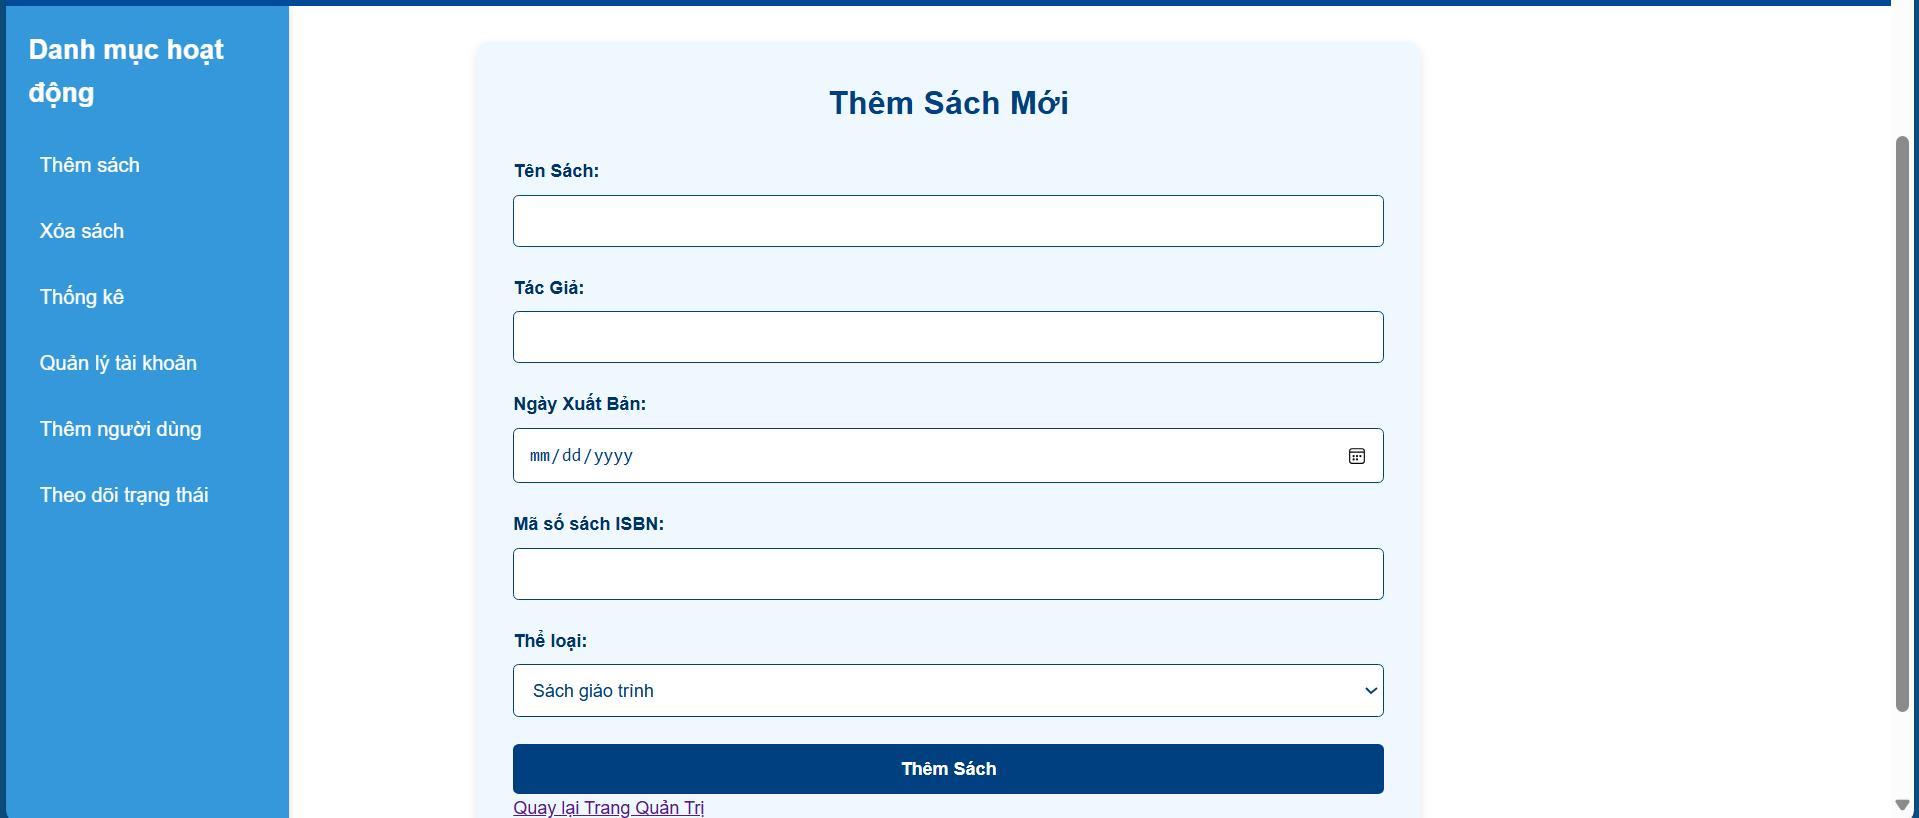 Danh mục hoạt
động
Thêm sách
Xóa sách
Thống kê
Quản lý tài khoản
Thêm người dùng
Theo dõi trạng thái
Thêm Sách Mới
Tên Sách:
Tác Giả:
Ngày Xuất Bản:
mm/dd/yyyy
Mã số sách ISBN:
Thể loại:
Sách giáo trình
Thêm Sách
Quay lại Trang Quản Trị